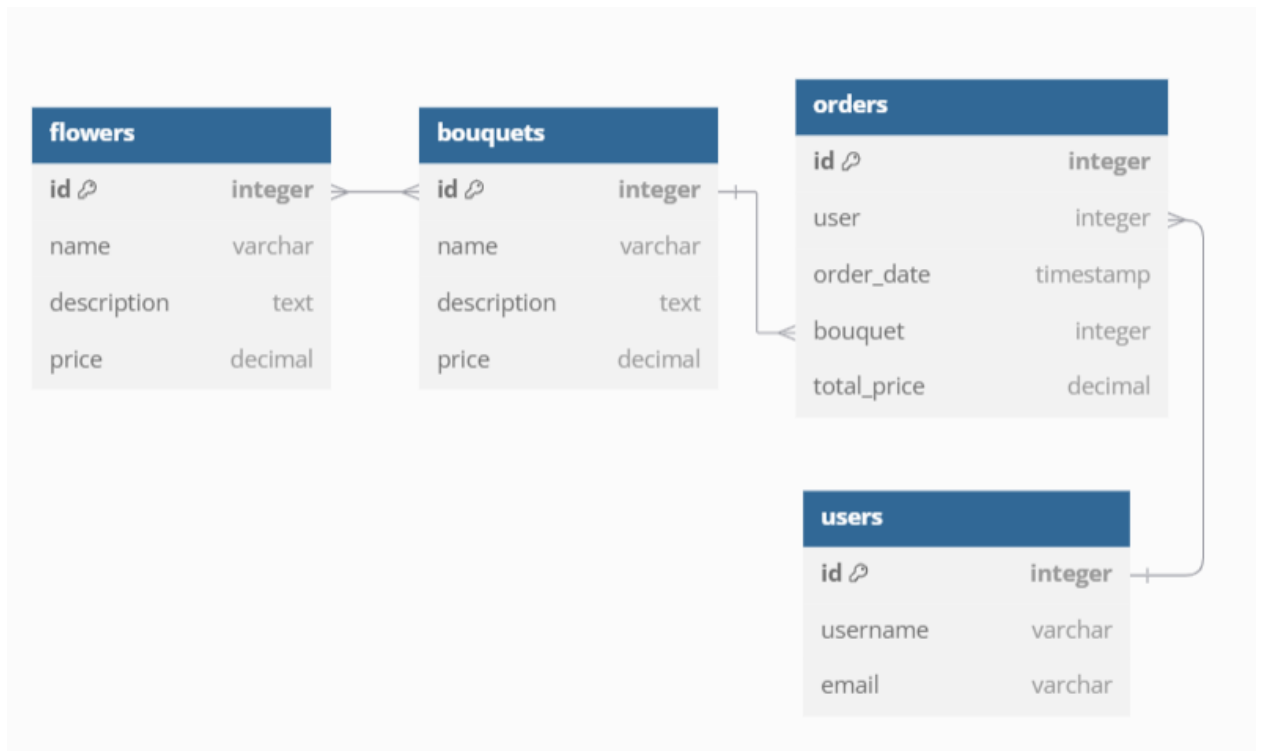 flowers
id integer
name varchar
description text
price decimal
bouquets
id integer
name varchar
description text
price decimal
orders
id integer
user integer
order_date timestamp
bouquet integer
total_price decimal
users
id integer
username varchar
email varchar